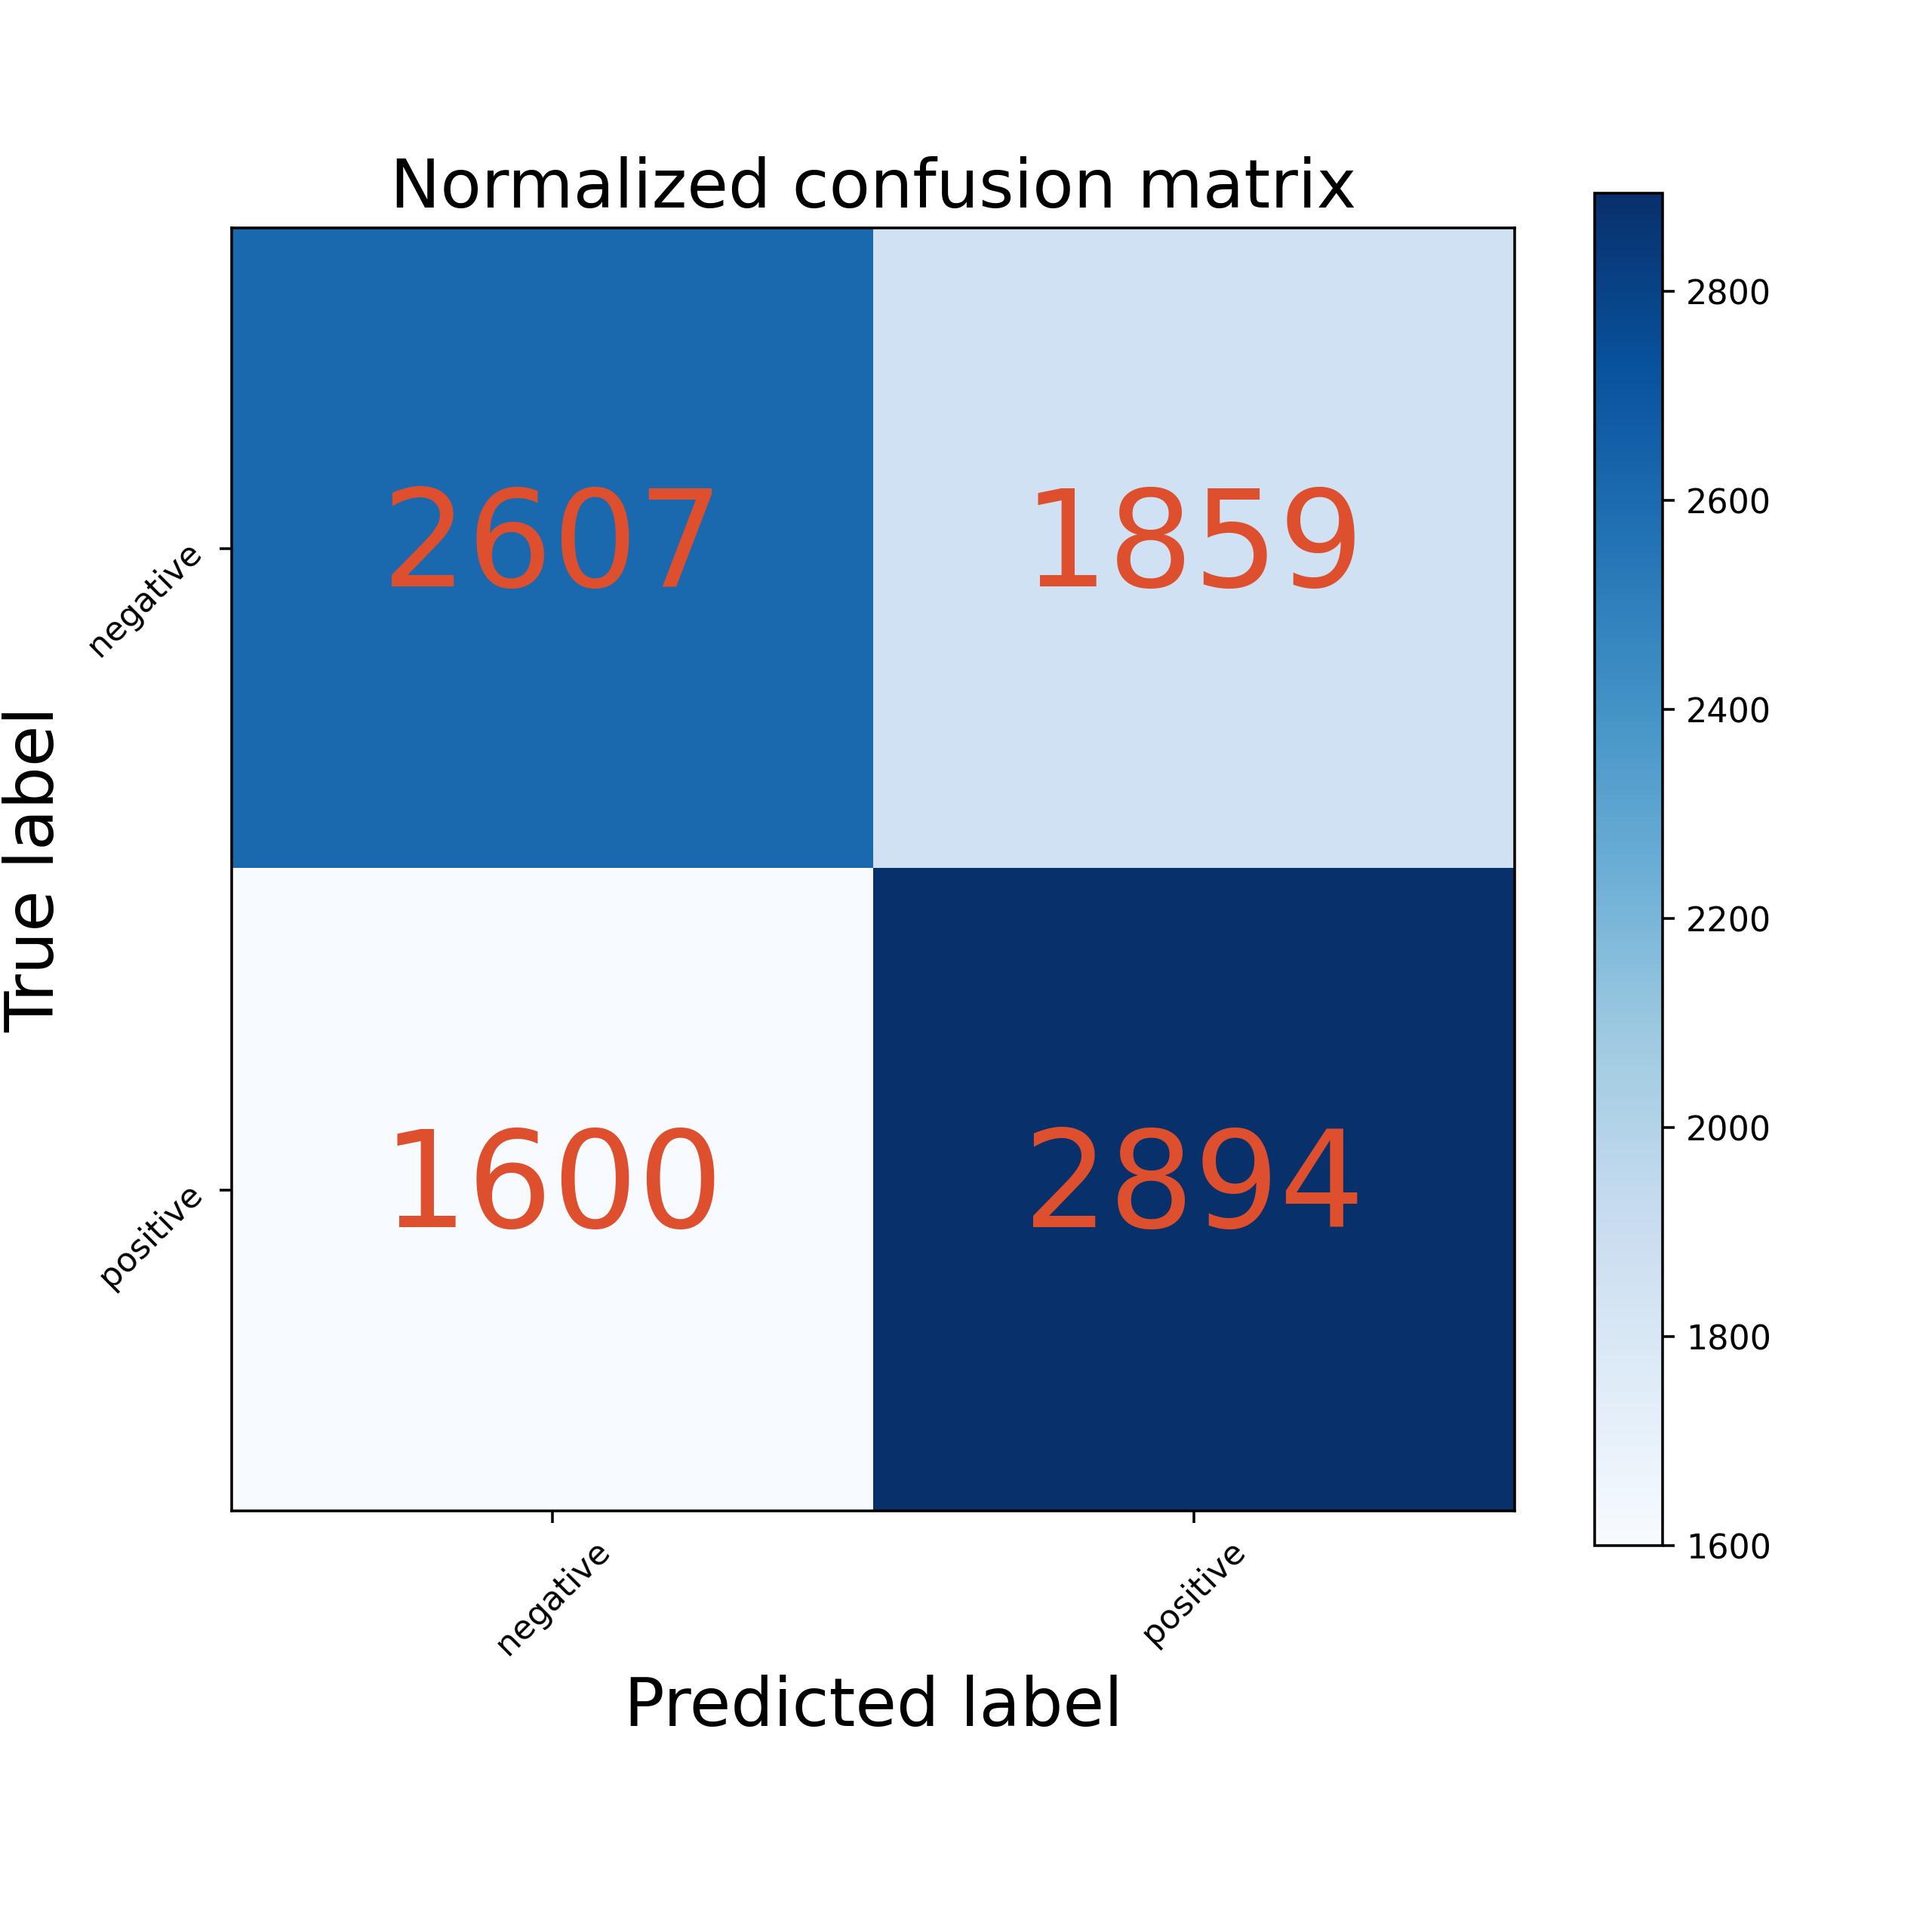 Normalized confusion matrix
True label
negative
positive
2607 1859
1600 2894
negative positive
Predicted label
2800
2600
2400
2200
2000
1800
1600